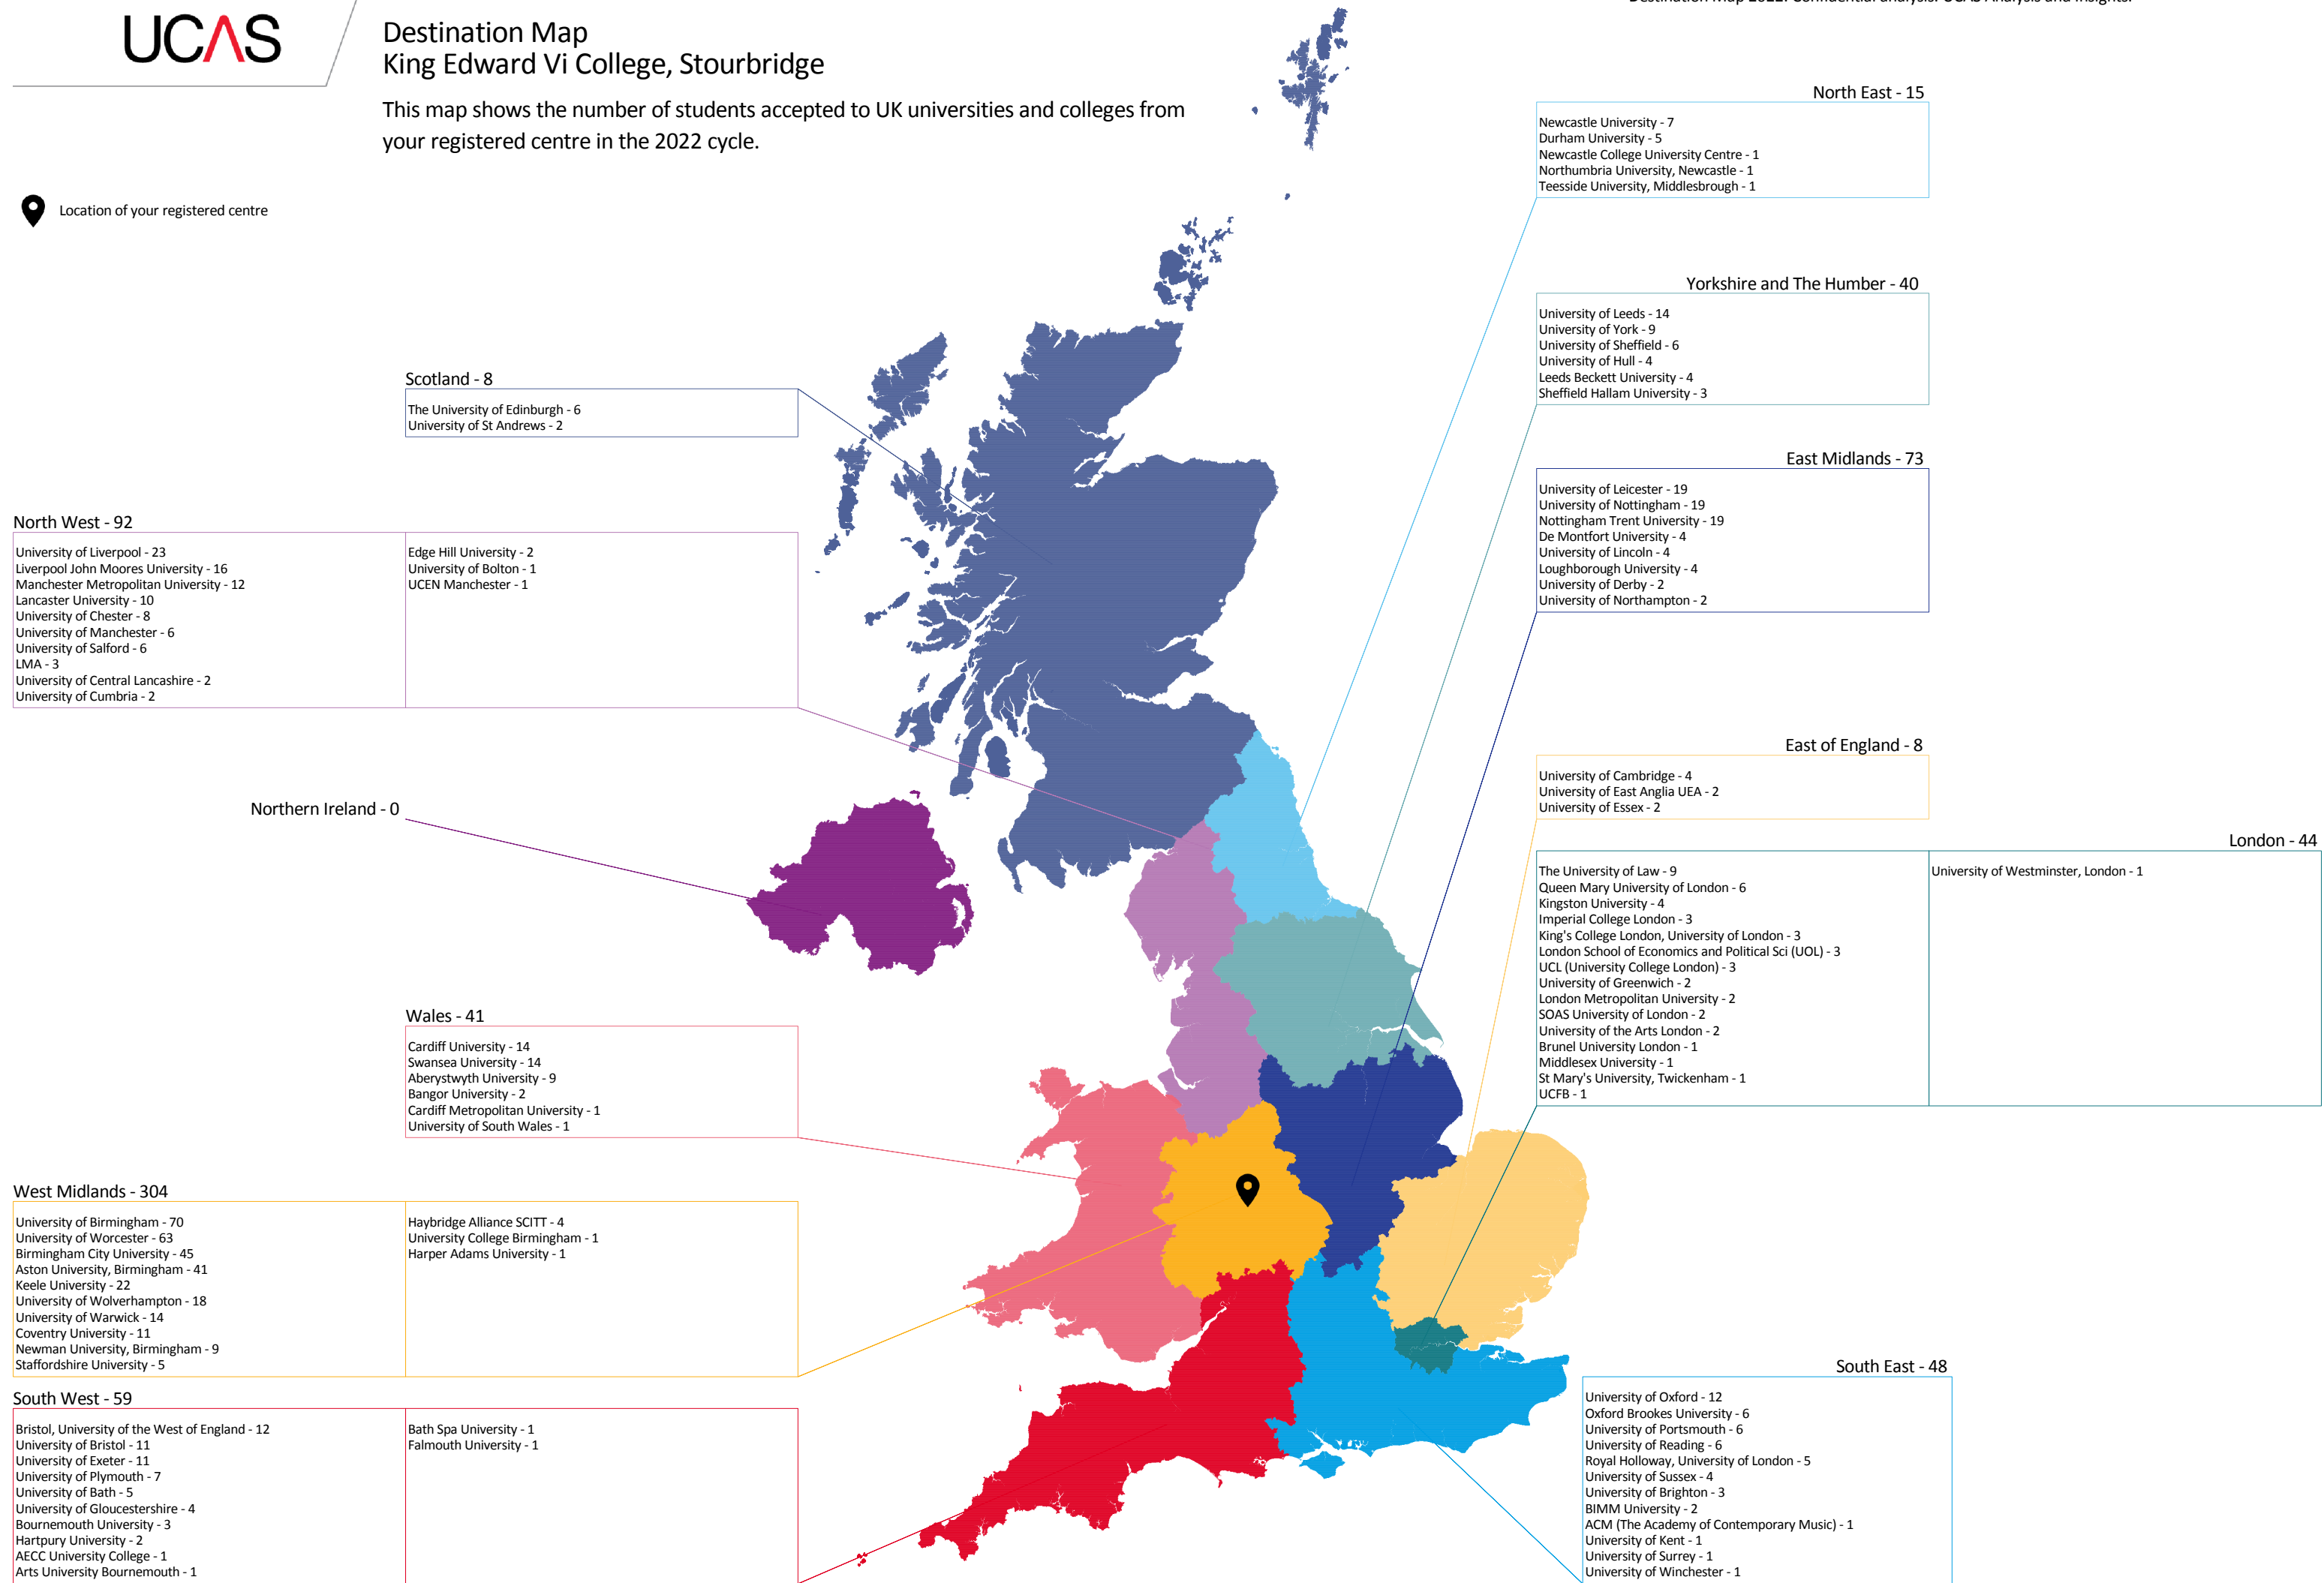 UCAS
Destination Map
King Edward Vi College, Stourbridge
This map shows the number of students accepted to UK universities and colleges from
your registered centre in the 2022 cycle.
Destination Map 2022. Confidential analysis. UCAS Analysis and Insights.
Location of your registered centre
North East - 15
Newcastle University - 7
Durham University - 5
Newcastle College University Centre - 1
Northumbria University, Newcastle - 1
Teesside University, Middlesbrough - 1
Yorkshire and The Humber - 40
University of Leeds - 14
University of York - 9
University of Sheffield - 6
University of Hull - 4
Leeds Beckett University - 4
Sheffield Hallam University - 3
Scotland - 8
The University of Edinburgh - 6
University of St Andrews - 2
East Midlands - 73
University of Leicester - 19
University of Nottingham - 19
Nottingham Trent University - 19
De Montfort University - 4
University of Lincoln - 4
Loughborough University - 4
University of Derby - 2
University of Northampton - 2
North West - 92
University of Liverpool - 23
Liverpool John Moores University - 16
Manchester Metropolitan University - 12
Lancaster University - 10
University of Chester - 8
University of Manchester - 6
University of Salford - 6
LMA - 3
University of Central Lancashire - 2
University of Cumbria - 2
Edge Hill University - 2
University of Bolton - 1
UCEN Manchester - 1
East of England - 8
University of Cambridge - 4
University of East Anglia UEA - 2
University of Essex - 2
Northern Ireland - 0
London - 44
The University of Law - 9
Queen Mary University of London - 6
Kingston University - 4
Imperial College London - 3
King's College London, University of London - 3
London School of Economics and Political Sci (UOL) - 3
UCL (University College London) - 3
University of Greenwich - 2
London Metropolitan University - 2
SOAS University of London - 2
University of the Arts London - 2
Brunel University London - 1
Middlesex University - 1
St Mary's University, Twickenham - 1
UCFB - 1
University of Westminster, London - 1
Wales - 41
Cardiff University - 14
Swansea University - 14
Aberystwyth University - 9
Bangor University - 2
Cardiff Metropolitan University - 1
University of South Wales - 1
West Midlands - 304
University of Birmingham - 70
University of Worcester - 63
Birmingham City University - 45
Aston University, Birmingham - 41
Keele University - 22
University of Wolverhampton - 18
University of Warwick - 14
Coventry University - 11
Newman University, Birmingham - 9
Staffordshire University - 5
Haybridge Alliance SCITT - 4
University College Birmingham - 1
Harper Adams University - 1
South West - 59
Bristol, University of the West of England - 12
University of Bristol - 11
University of Exeter - 11
University of Plymouth - 7
University of Bath - 5
University of Gloucestershire - 4
Bournemouth University - 3
Hartpury University - 2
AECC University College - 1
Arts University Bournemouth - 1
Bath Spa University - 1
Falmouth University - 1
South East - 48
University of Oxford - 12
Oxford Brookes University - 6
University of Portsmouth - 6
University of Reading - 6
Royal Holloway, University of London - 5
University of Sussex - 4
University of Brighton - 3
BIMM University - 2
ACM (The Academy of Contemporary Music) - 1
University of Kent - 1
University of Surrey - 1
University of Winchester - 1